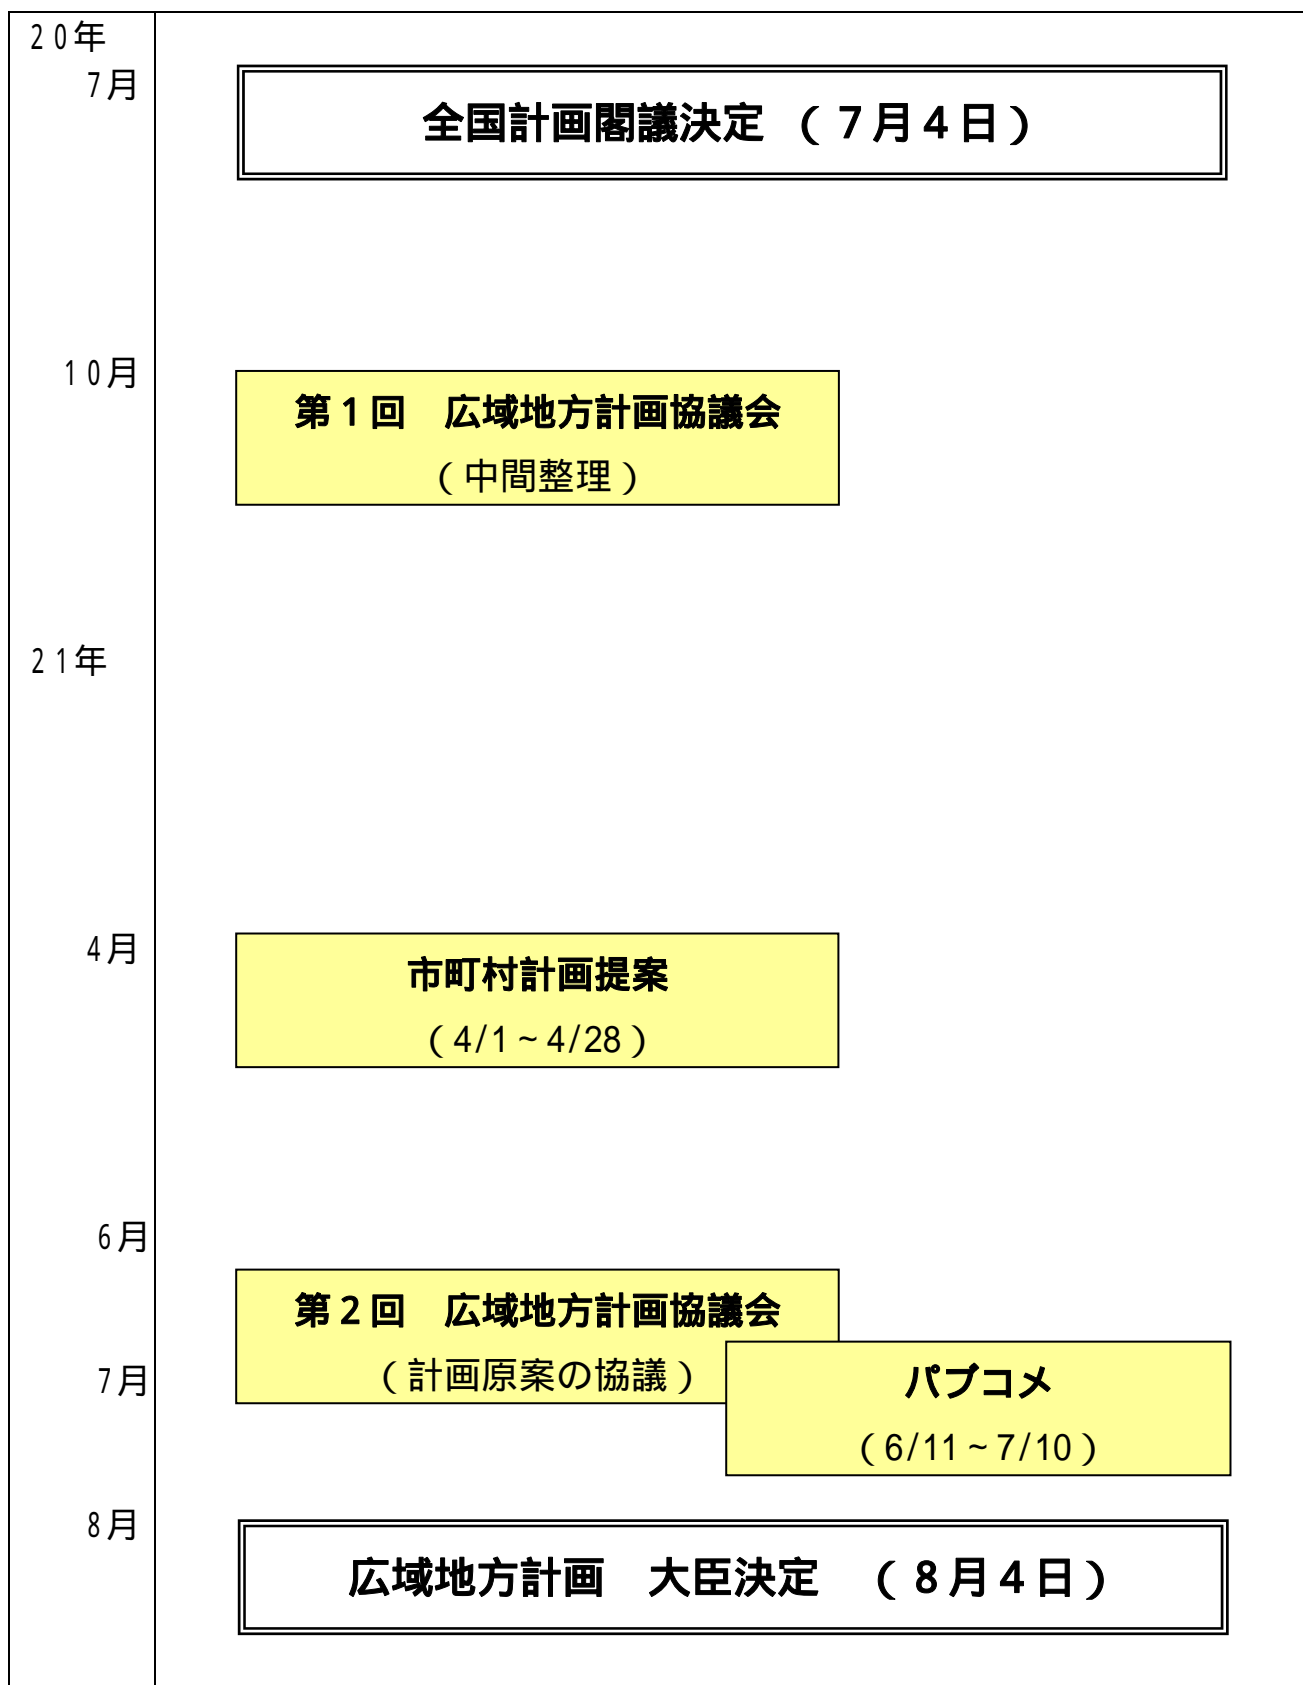 ２０年
７月
全国計画閣議決定　（７月４日）
１０月
第１回　広域地方計画協議会
（中間整理）
２１年
４月
市町村計画提案
（4/1～4/28）
６月
第２回　広域地方計画協議会
（計画原案の協議）
７月
パブコメ
（6/11～7/10）
８月
広域地方計画　大臣決定　（８月４日）